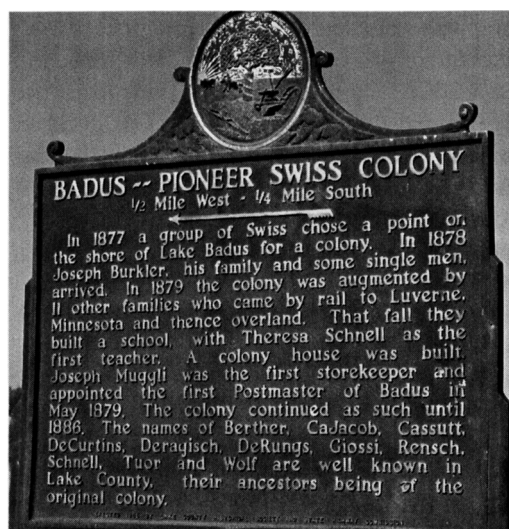 BADUS -- PIONEER SWISS COLONY
1/2 Mile West - 1/4 Mile South
In 1877 a group of Swiss chose a point on
the shore of Lake Badus for a colony. In 1878
Joseph Burkler, his family and some single men,
arrived. In 1879 the colony was augmented by
11 other families who came by rail to Luverne,
Minnesota and thence overland. That fall they
built a school, with Theresa Schnell as the
first teacher. A colony house was built.
Joseph Muggli was the first storekeeper and
appointed the first Postmaster of Badus in
May 1879. The colony continued as such until
1886. The names of Berther, CaJacob, Cassutt,
DeCurtins, Deragisch, DeRungs, Giossi, Rensch,
Schnell, Tuor and Wolf are well known in
Lake County, their ancestors being of the
original colony.